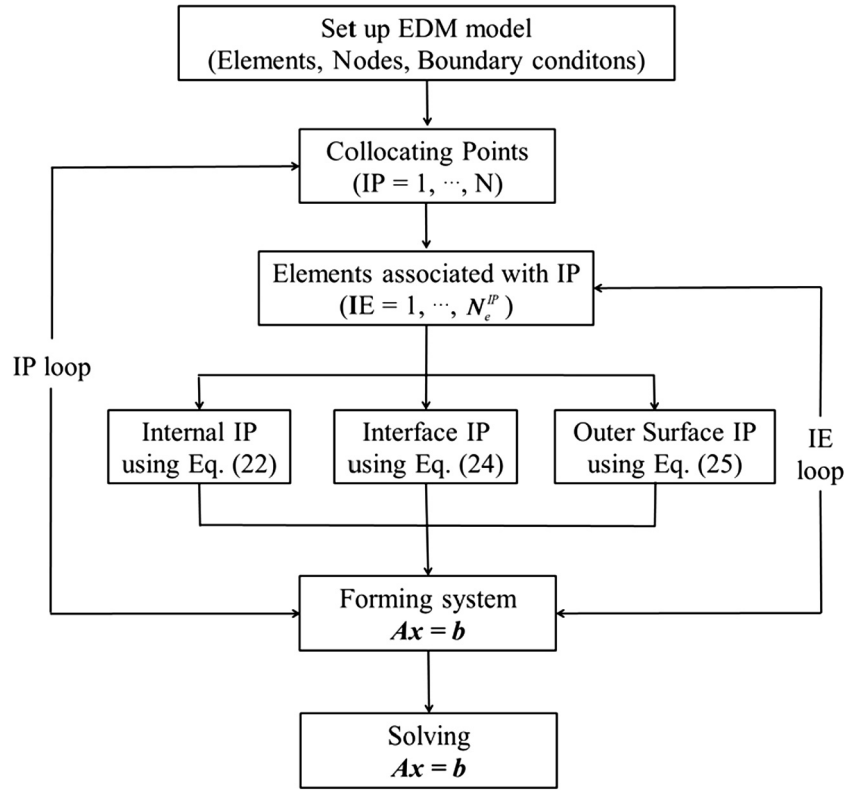 Set up EDM model
(Elements, Nodes, Boundary conditons)
Collocating Points
(IP = 1, ···, N)
Elements associated with IP
(IE = 1, ···, N_e^{IP})
IP loop
Internal IP
using Eq. (22)
Interface IP
using Eq. (24)
Outer Surface IP
using Eq. (25)
IE
loop
Forming system
Ax = b
Solving
Ax = b